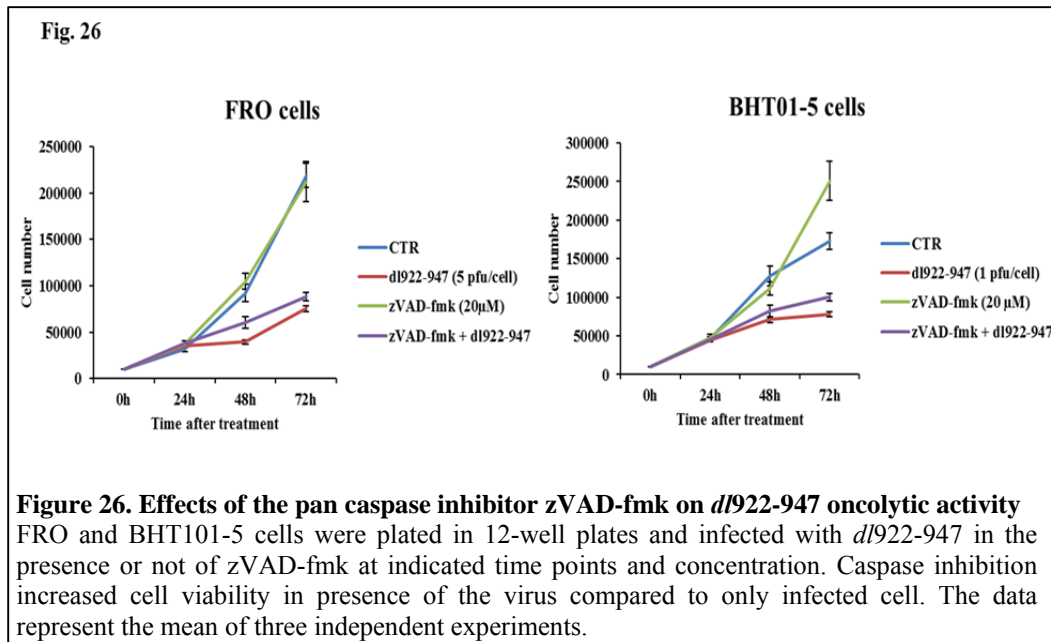 Fig. 26
FRO cells
250000
200000
150000
100000
50000
0
Cell number
0h 24h 48h 72h
Time after treatment
CTR
dl922-947 (5 pfu/cell)
zVAD-fmk (20µM)
zVAD-fmk + dl922-947
BHT01-5 cells
300000
250000
200000
150000
100000
50000
0
Cell number
0h 24h 48h 72h
Time after treatment
CTR
dl922-947 (1 pfu/cell)
zVAD-fmk (20 µM)
zVAD-fmk + dl922-947
Figure 26. Effects of the pan caspase inhibitor zVAD-fmk on dl922-947 oncolytic activity
FRO and BHT101-5 cells were plated in 12-well plates and infected with dl922-947 in the
presence or not of zVAD-fmk at indicated time points and concentration. Caspase inhibition
increased cell viability in presence of the virus compared to only infected cell. The data
represent the mean of three independent experiments.